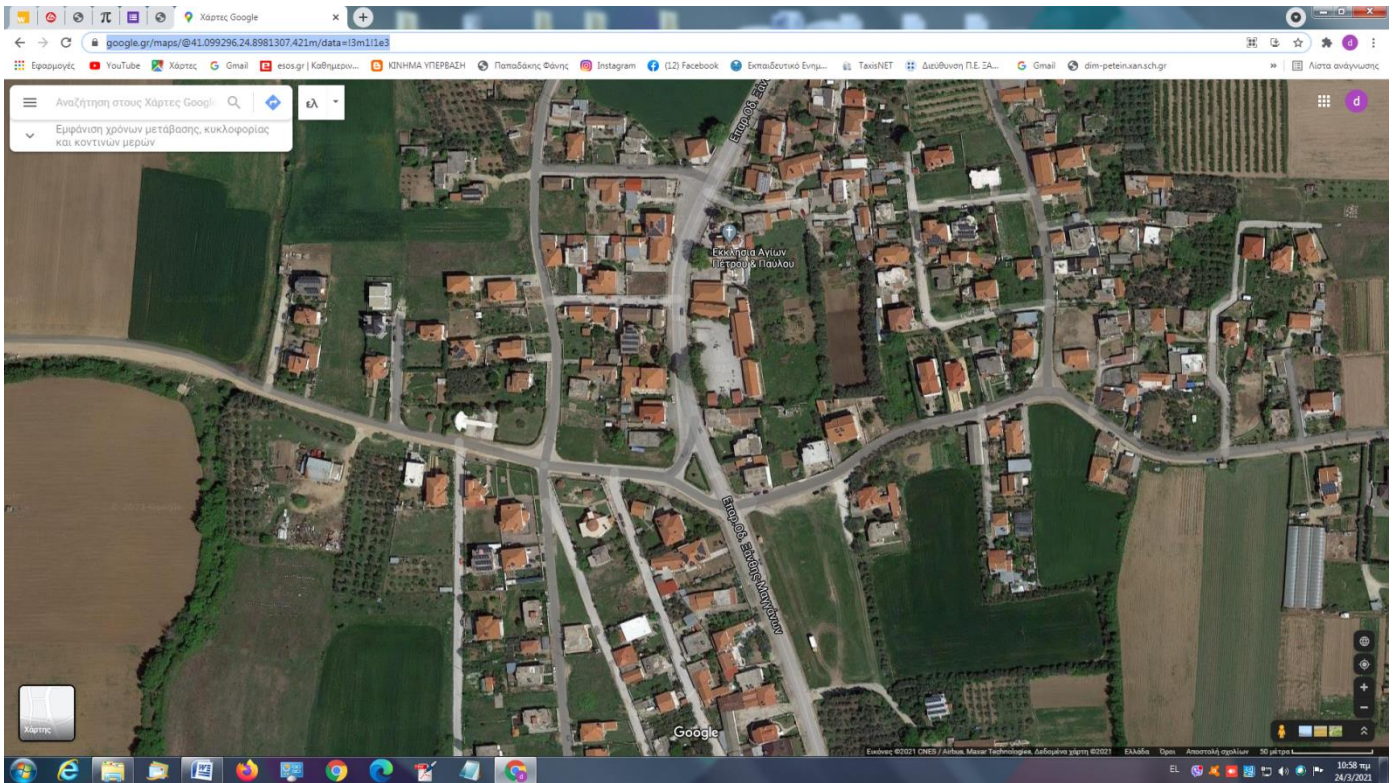 Χάρτες Google
google.gr/maps/@41.099296,24.8981307,421m/data=!3m1!1e3
Εφαρμογές YouTube Χάρτες Gmail esos.gr | Καθημεριν... ΚΙΝΗΜΑ ΥΠΕΡΒΑΣΗ Παπαδάκης Φάνης Instagram (12) Facebook Εκπαιδευτικό Ενημ... TaxisNET Διεύθυνση Π.Ε. ΞΑ... Gmail dim-petein.xan.sch.gr » Λίστα ανάγνωσης
Αναζήτηση στους Χάρτες Google
ελ
d
Εμφάνιση χρόνων μετάβασης, κυκλοφορίας
και κοντινών μερών
Επαρ.Οδ. Ξάν
Εκκλησία Αγίων
Πέτρου & Παύλου
Επαρ.Οδ. Ξάνθης Μαγγάνων
Χάρτης
Google
Εικόνες ©2021 CNES / Airbus, Maxar Technologies, Δεδομένα χάρτη ©2021 Ελλάδα Όροι Αποστολή σχολίων 50 μέτρα
EL
10:58 πμ
24/3/2021